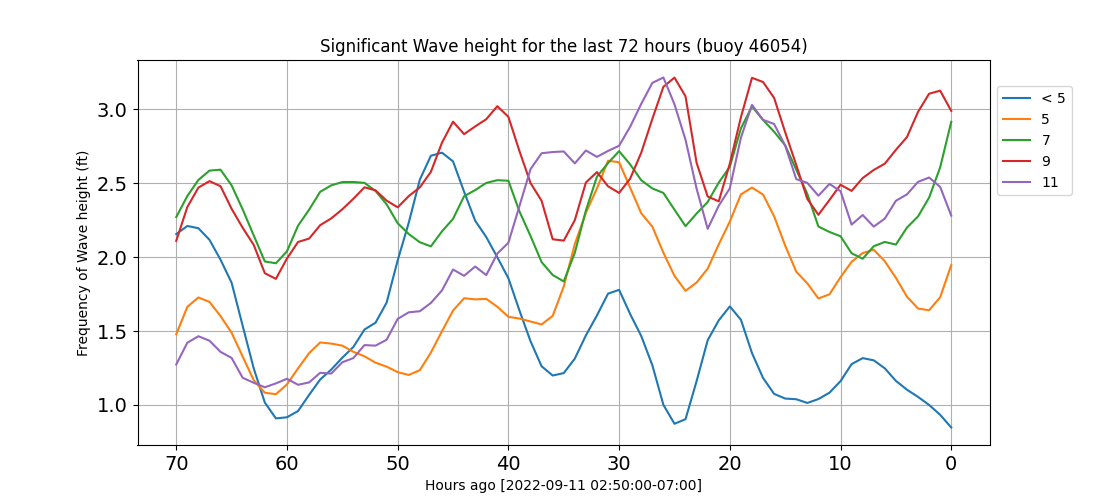 Significant Wave height for the last 72 hours (buoy 46054)
Frequency of Wave height (ft)
3.0
2.5
2.0
1.5
1.0
70 60 50 40 30 20 10 0
Hours ago [2022-09-11 02:50:00-07:00]
< 5
5
7
9
11